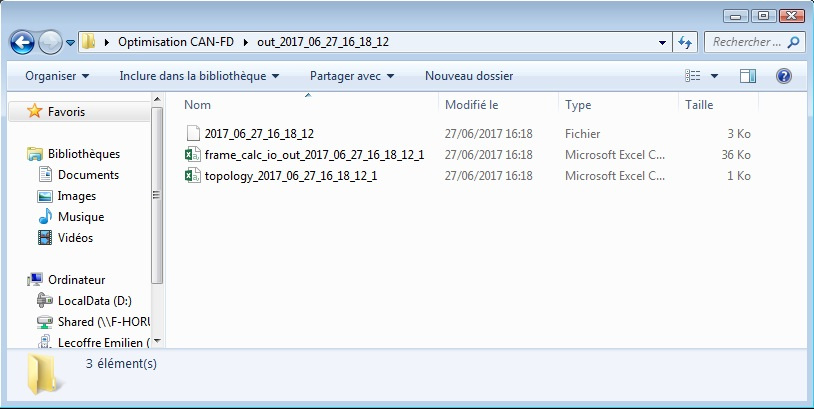 Optimisation CAN-FD out_2017_06_27_16_18_12 Rechercher ...
Organiser Inclure dans la bibliothèque Partager avec Nouveau dossier
Favoris
Bibliothèques
Documents
Images
Musique
Vidéos
Ordinateur
LocalData (D:)
Shared (\\F-HORU
Lecoffre Emilien (
Nom Modifié le Type Taille
2017_06_27_16_18_12 27/06/2017 16:18 Fichier 3 Ko
frame_calc_io_out_2017_06_27_16_18_12_1 27/06/2017 16:18 Microsoft Excel C... 36 Ko
topology_2017_06_27_16_18_12_1 27/06/2017 16:18 Microsoft Excel C... 1 Ko
3 élément(s)